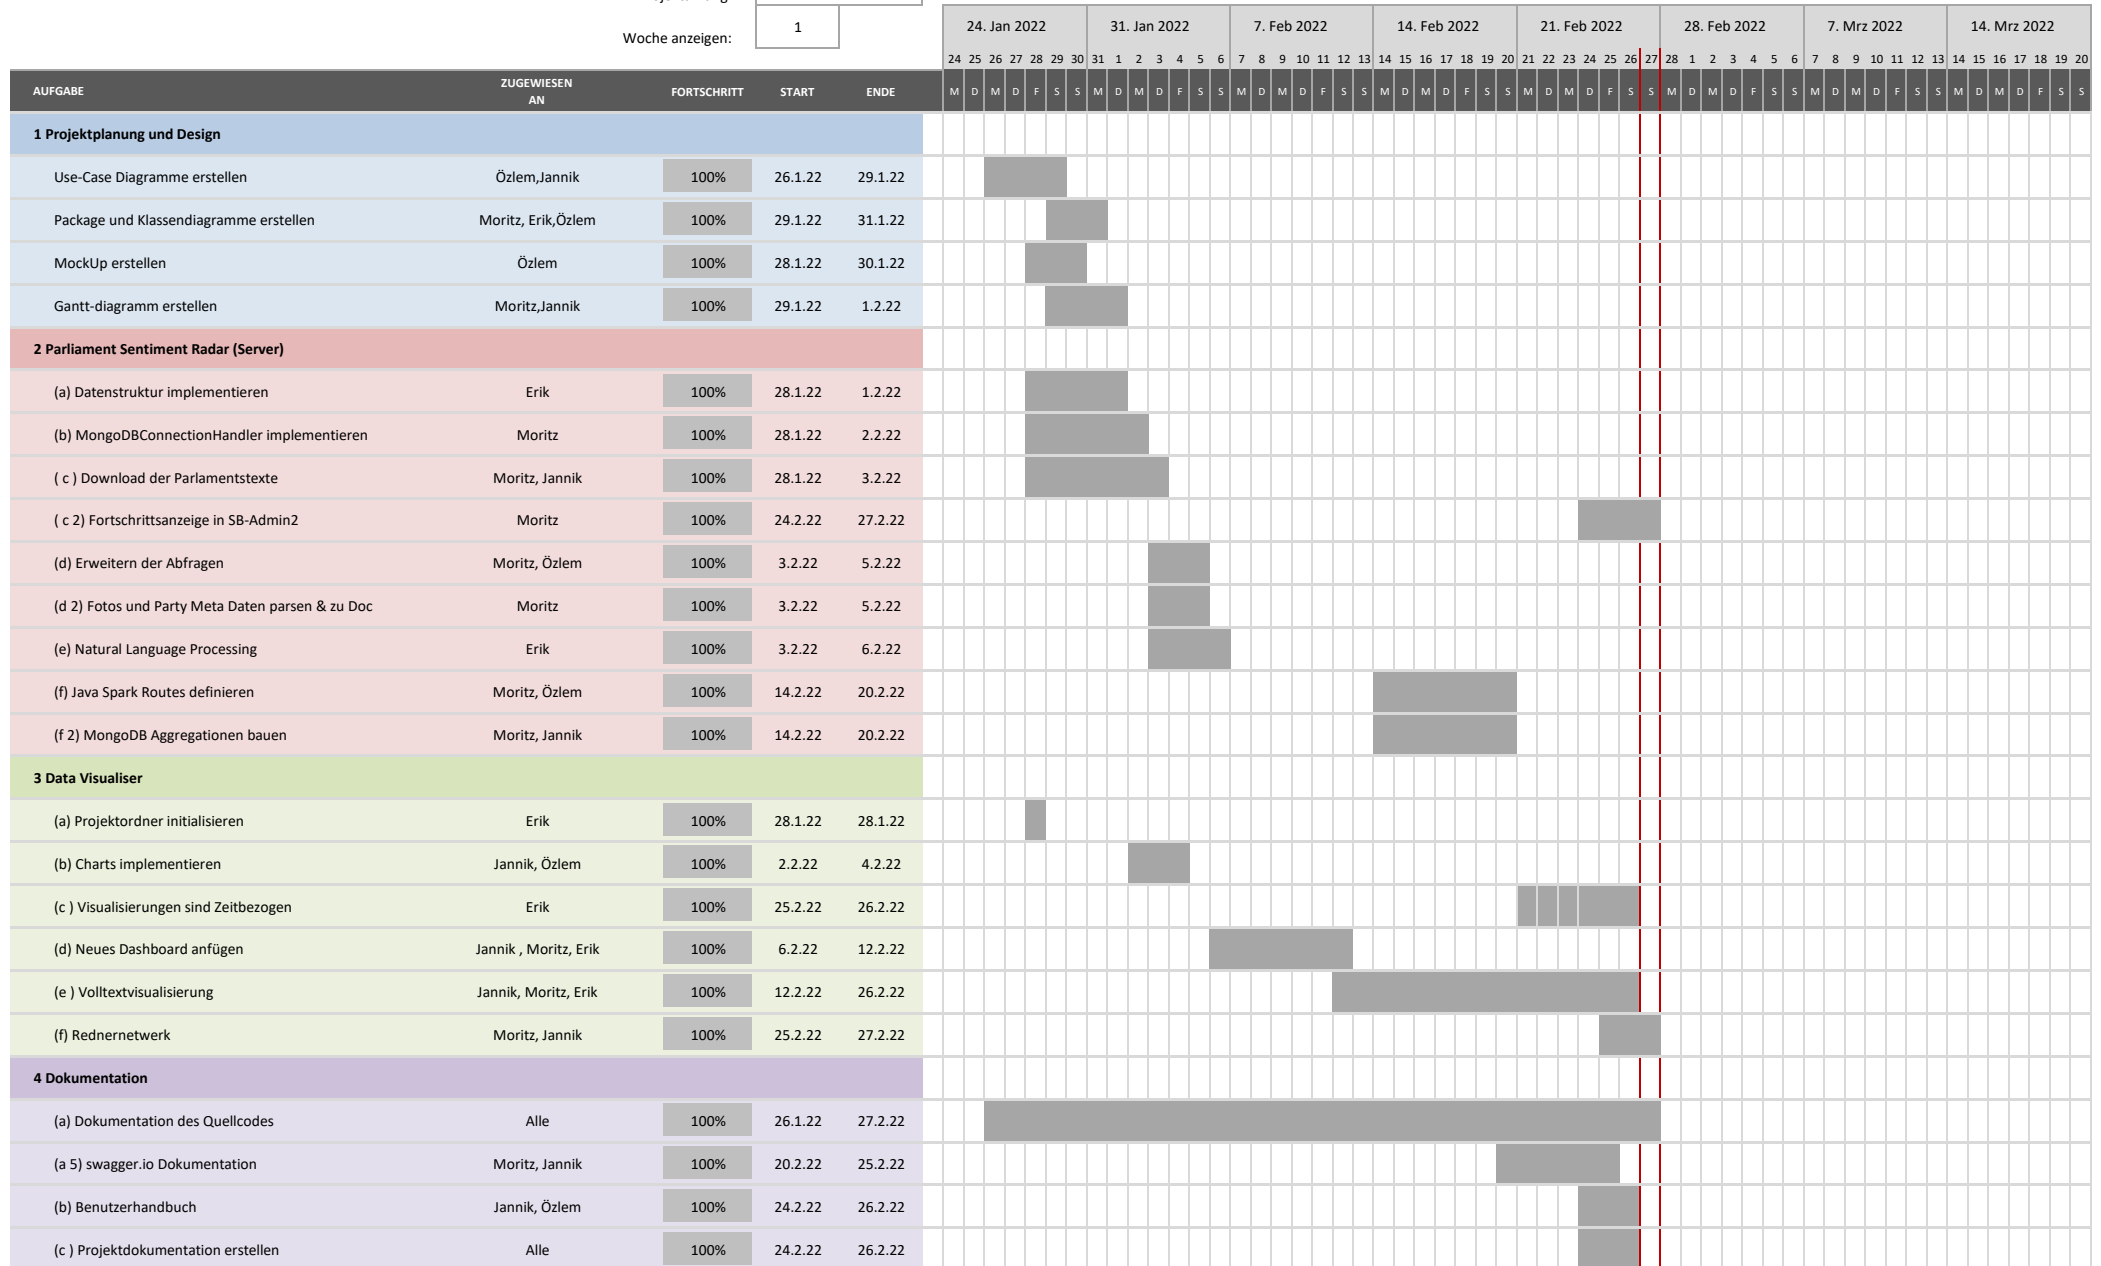 Woche anzeigen: 1
24. Jan 2022 31. Jan 2022 7. Feb 2022 14. Feb 2022 21. Feb 2022 28. Feb 2022 7. Mrz 2022 14. Mrz 2022
24 25 26 27 28 29 30 31 1 2 3 4 5 6 7 8 9 10 11 12 13 14 15 16 17 18 19 20 21 22 23 24 25 26 27 28 1 2 3 4 5 6 7 8 9 10 11 12 13 14 15 16 17 18 19 20
AUFGABE ZUGEWIESEN AN FORTSCHRITT START ENDE M D M D F S S M D M D F S S M D M D F S S M D M D F S S M D M D F S S M D M D F S S M D M D F S S M D M D F S S
1 Projektplanung und Design
Use-Case Diagramme erstellen Özlem,Jannik 100% 26.1.22 29.1.22
Package und Klassendiagramme erstellen Moritz, Erik,Özlem 100% 29.1.22 31.1.22
MockUp erstellen Özlem 100% 28.1.22 30.1.22
Gantt-diagramm erstellen Moritz,Jannik 100% 29.1.22 1.2.22
2 Parliament Sentiment Radar (Server)
(a) Datenstruktur implementieren Erik 100% 28.1.22 1.2.22
(b) MongoDBConnectionHandler implementieren Moritz 100% 28.1.22 2.2.22
( c ) Download der Parlamentstexte Moritz, Jannik 100% 28.1.22 3.2.22
( c 2) Fortschrittsanzeige in SB-Admin2 Moritz 100% 24.2.22 27.2.22
(d) Erweitern der Abfragen Moritz, Özlem 100% 3.2.22 5.2.22
(d 2) Fotos und Party Meta Daten parsen & zu Doc Moritz 100% 3.2.22 5.2.22
(e) Natural Language Processing Erik 100% 3.2.22 6.2.22
(f) Java Spark Routes definieren Moritz, Özlem 100% 14.2.22 20.2.22
(f 2) MongoDB Aggregationen bauen Moritz, Jannik 100% 14.2.22 20.2.22
3 Data Visualiser
(a) Projektordner initialisieren Erik 100% 28.1.22 28.1.22
(b) Charts implementieren Jannik, Özlem 100% 2.2.22 4.2.22
(c ) Visualisierungen sind Zeitbezogen Erik 100% 25.2.22 26.2.22
(d) Neues Dashboard anfügen Jannik , Moritz, Erik 100% 6.2.22 12.2.22
(e ) Volltextvisualisierung Jannik, Moritz, Erik 100% 12.2.22 26.2.22
(f) Rednernetwerk Moritz, Jannik 100% 25.2.22 27.2.22
4 Dokumentation
(a) Dokumentation des Quellcodes Alle 100% 26.1.22 27.2.22
(a 5) swagger.io Dokumentation Moritz, Jannik 100% 20.2.22 25.2.22
(b) Benutzerhandbuch Jannik, Özlem 100% 24.2.22 26.2.22
(c ) Projektdokumentation erstellen Alle 100% 24.2.22 26.2.22